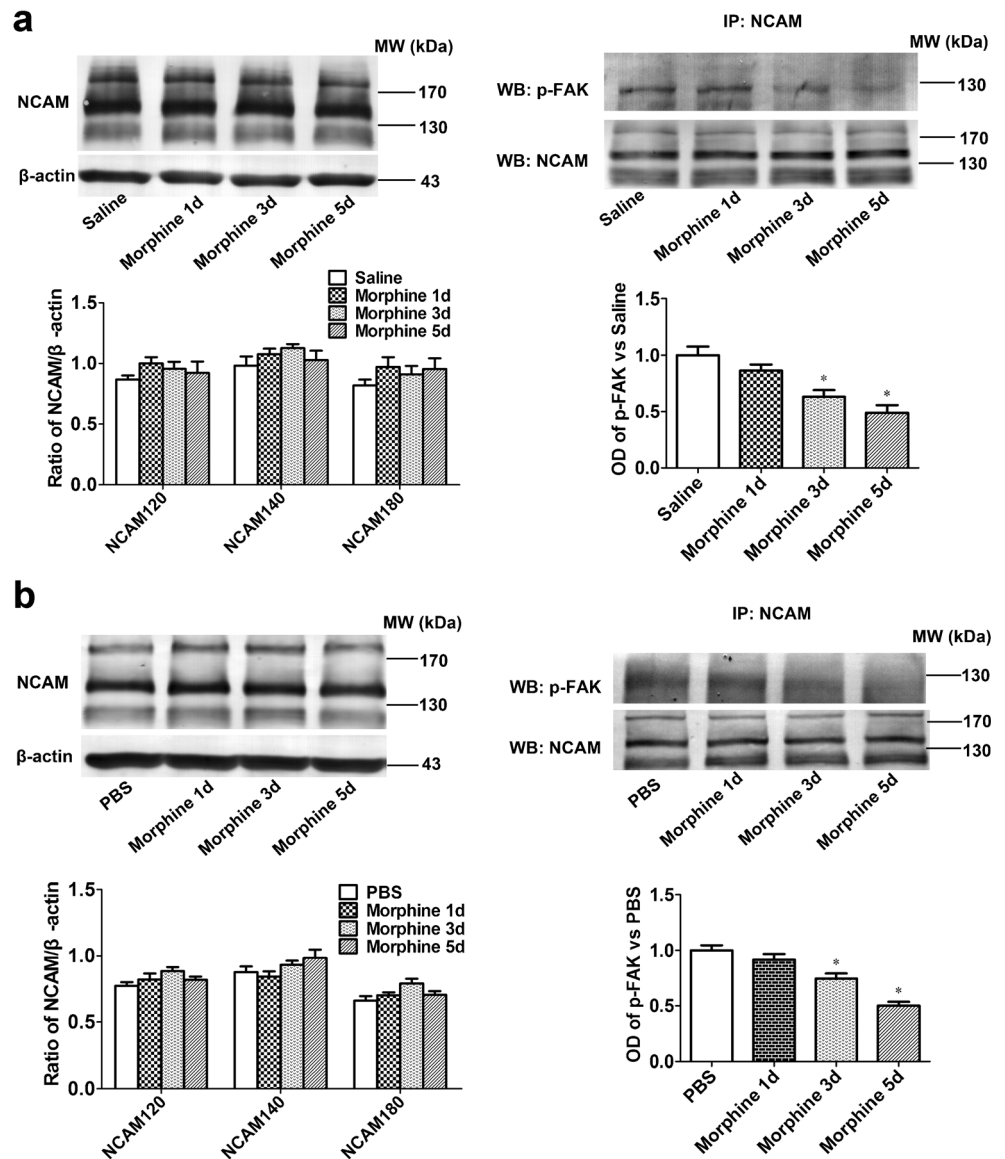 a
MW (kDa)
NCAM
170
130
β-actin
43
Saline
Morphine 1d
Morphine 3d
Morphine 5d
IP: NCAM
MW (kDa)
WB: p-FAK
130
WB: NCAM
170
130
Saline
Morphine 1d
Morphine 3d
Morphine 5d
Saline
Morphine 1d
Morphine 3d
Morphine 5d
Ratio of NCAM/β -actin
1.5
1.0
0.5
0.0
NCAM120
NCAM140
NCAM180
OD of p-FAK vs Saline
1.5
1.0
0.5
0.0
*
*
Saline
Morphine 1d
Morphine 3d
Morphine 5d
b
MW (kDa)
NCAM
170
130
β-actin
43
PBS
Morphine 1d
Morphine 3d
Morphine 5d
IP: NCAM
MW (kDa)
WB: p-FAK
130
WB: NCAM
170
130
PBS
Morphine 1d
Morphine 3d
Morphine 5d
PBS
Morphine 1d
Morphine 3d
Morphine 5d
Ratio of NCAM/β -actin
1.5
1.0
0.5
0.0
NCAM120
NCAM140
NCAM180
OD of p-FAK vs PBS
1.5
1.0
0.5
0.0
*
*
PBS
Morphine 1d
Morphine 3d
Morphine 5d